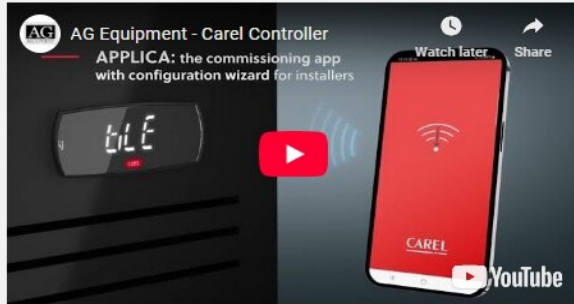 AG
AG Equipment - Carel Controller
Watch later
Share
APPLICA: the commissioning app
with configuration wizard for installers
bLE
CAREL
YouTube